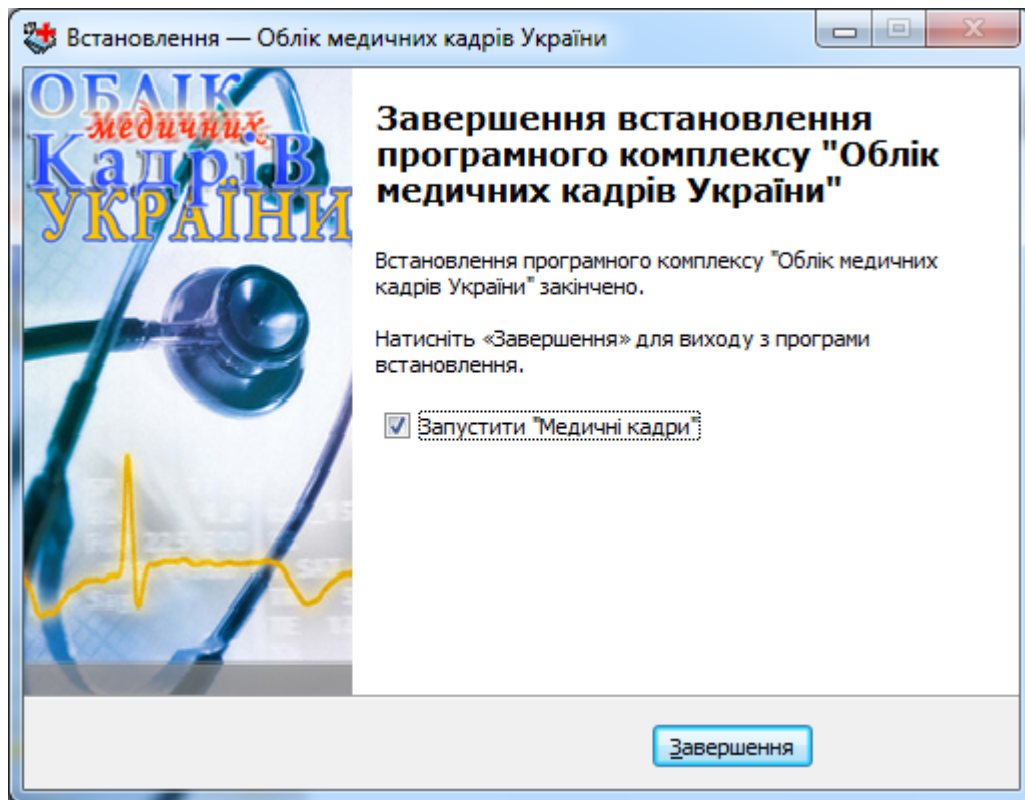 Встановлення — Облік медичних кадрів України
ОБЛІК
медичних
КадріВ
УКРАЇНИ
Завершення встановлення
програмного комплексу "Облік
медичних кадрів України"
Встановлення програмного комплексу "Облік медичних
кадрів України" закінчено.
Натисніть «Завершення» для виходу з програми
встановлення.
Запустити "Медичні кадри"
Завершення